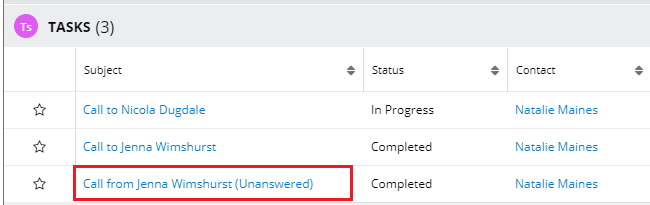 Ts TASKS (3)
Subject Status Contact
Call to Nicola Dugdale In Progress Natalie Maines
Call to Jenna Wimshurst Completed Natalie Maines
Call from Jenna Wimshurst (Unanswered) Completed Natalie Maines